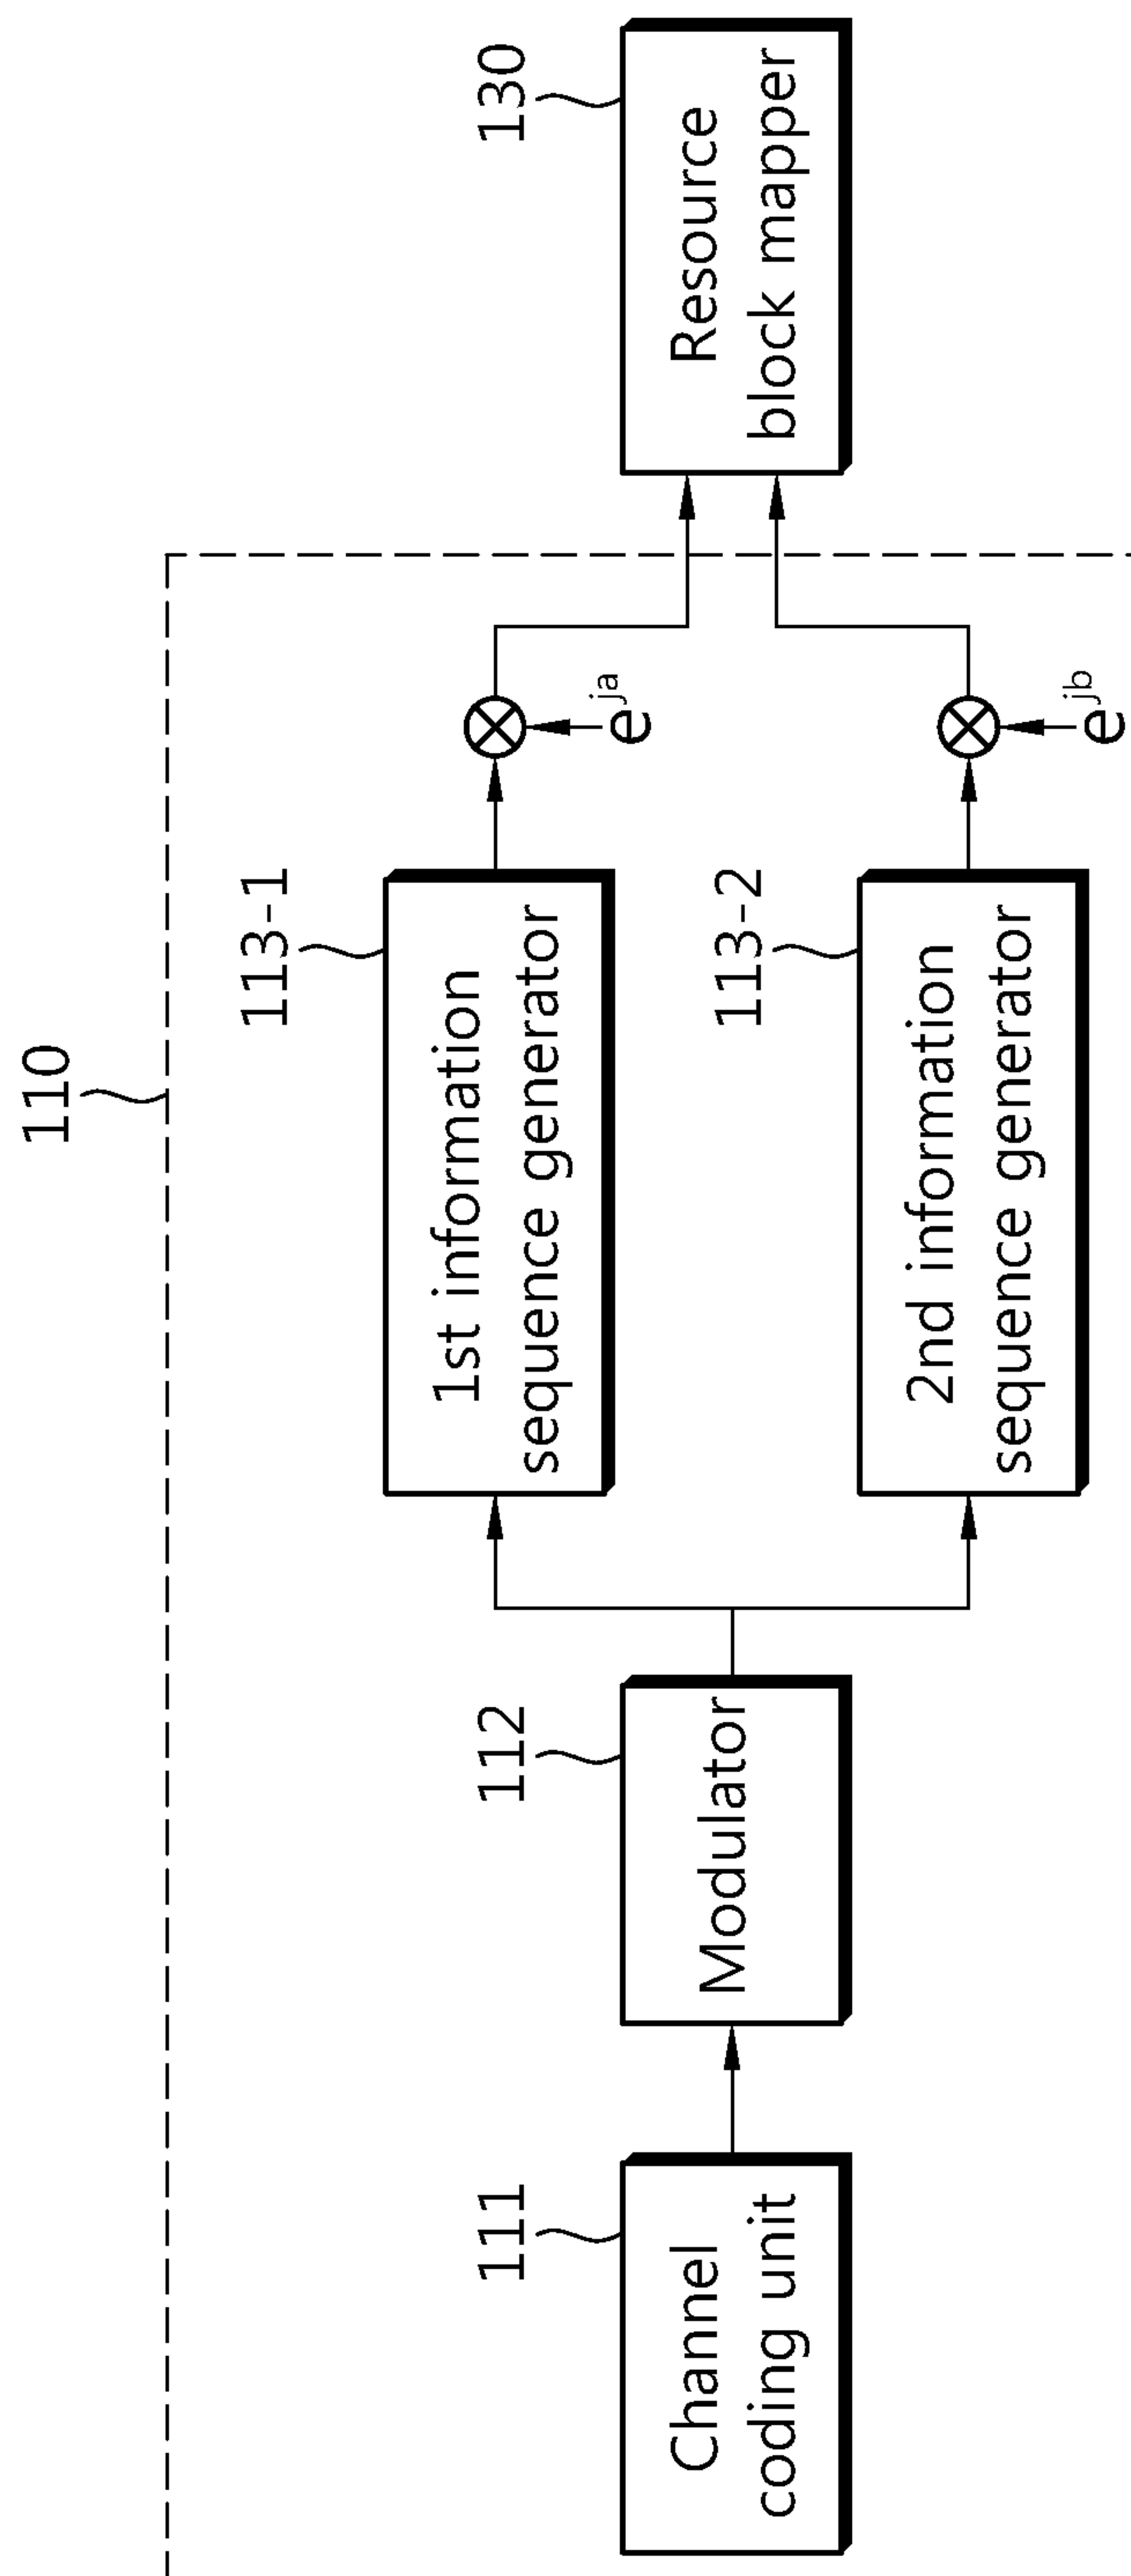 110
111
Channel
coding unit
112
Modulator
113-1
1st information
sequence generator
e^ja
113-2
2nd information
sequence generator
e^jb
130
Resource
block mapper